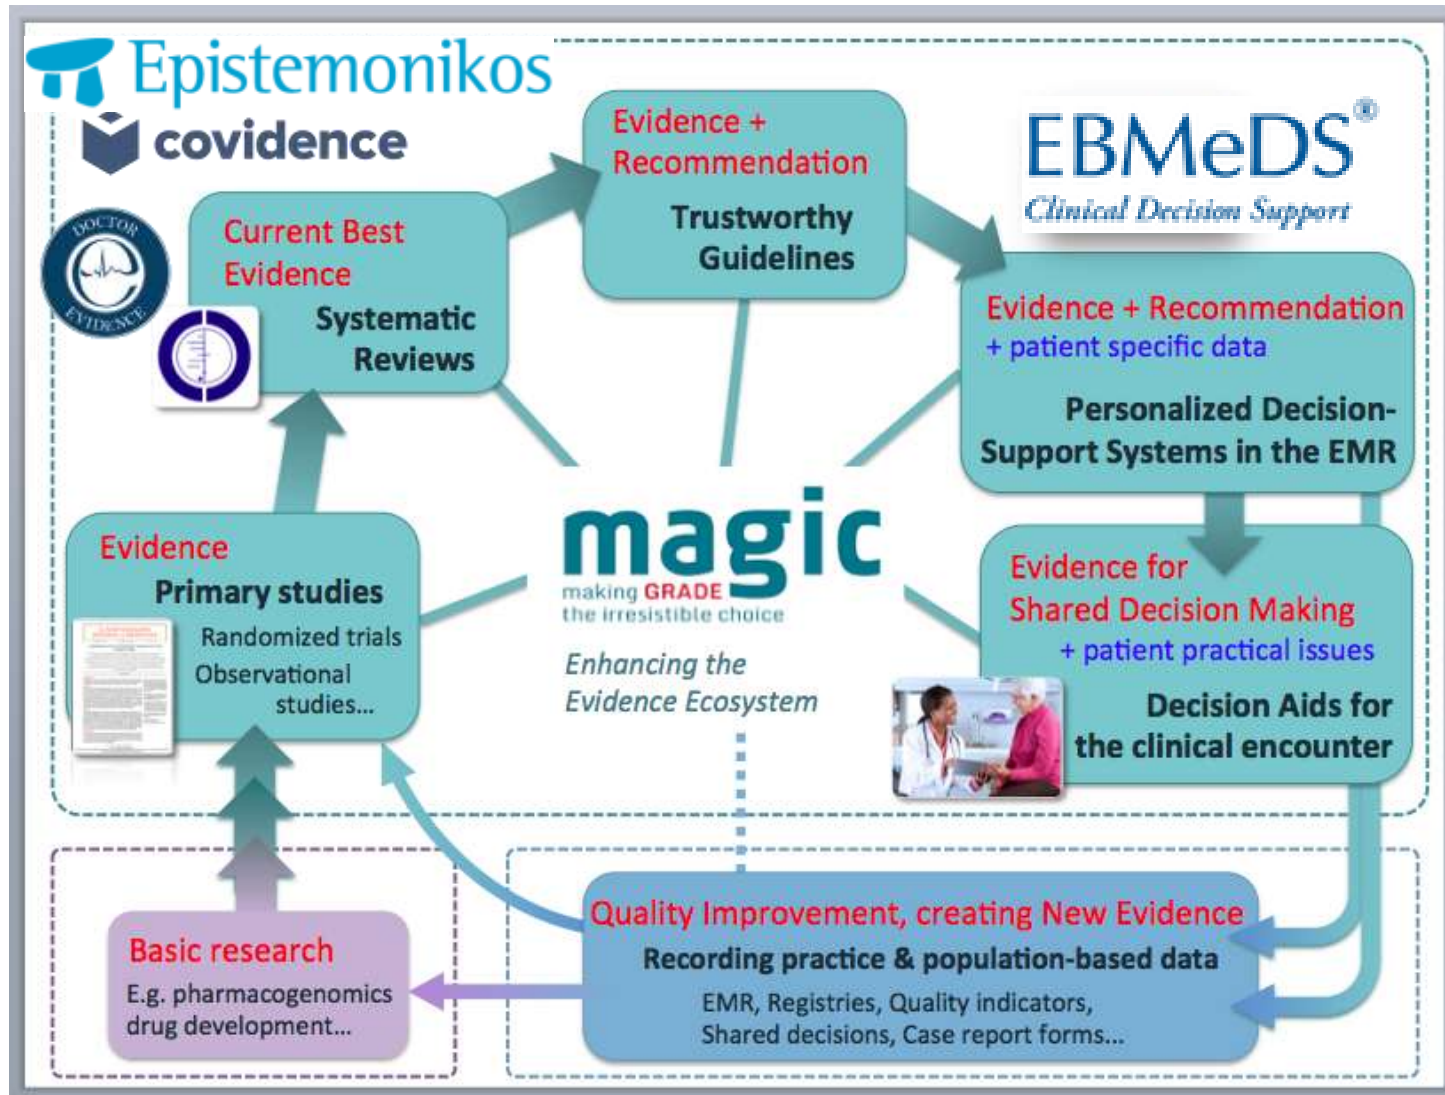 Epistemonikos
covidence
DOCTOR
EVIDENCE
Evidence +
Recommendation
Trustworthy
Guidelines
EBMeDS®
Clinical Decision Support
Current Best
Evidence
Systematic
Reviews
Evidence + Recommendation
+ patient specific data
Personalized Decision-
Support Systems in the EMR
Evidence
Primary studies
Randomized trials
Observational
studies...
magic
making GRADE
the irresistible choice
Enhancing the
Evidence Ecosystem
Evidence for
Shared Decision Making
+ patient practical issues
Decision Aids for
the clinical encounter
Basic research
E.g. pharmacogenomics
drug development...
Quality Improvement, creating New Evidence
Recording practice & population-based data
EMR, Registries, Quality indicators,
Shared decisions, Case report forms...